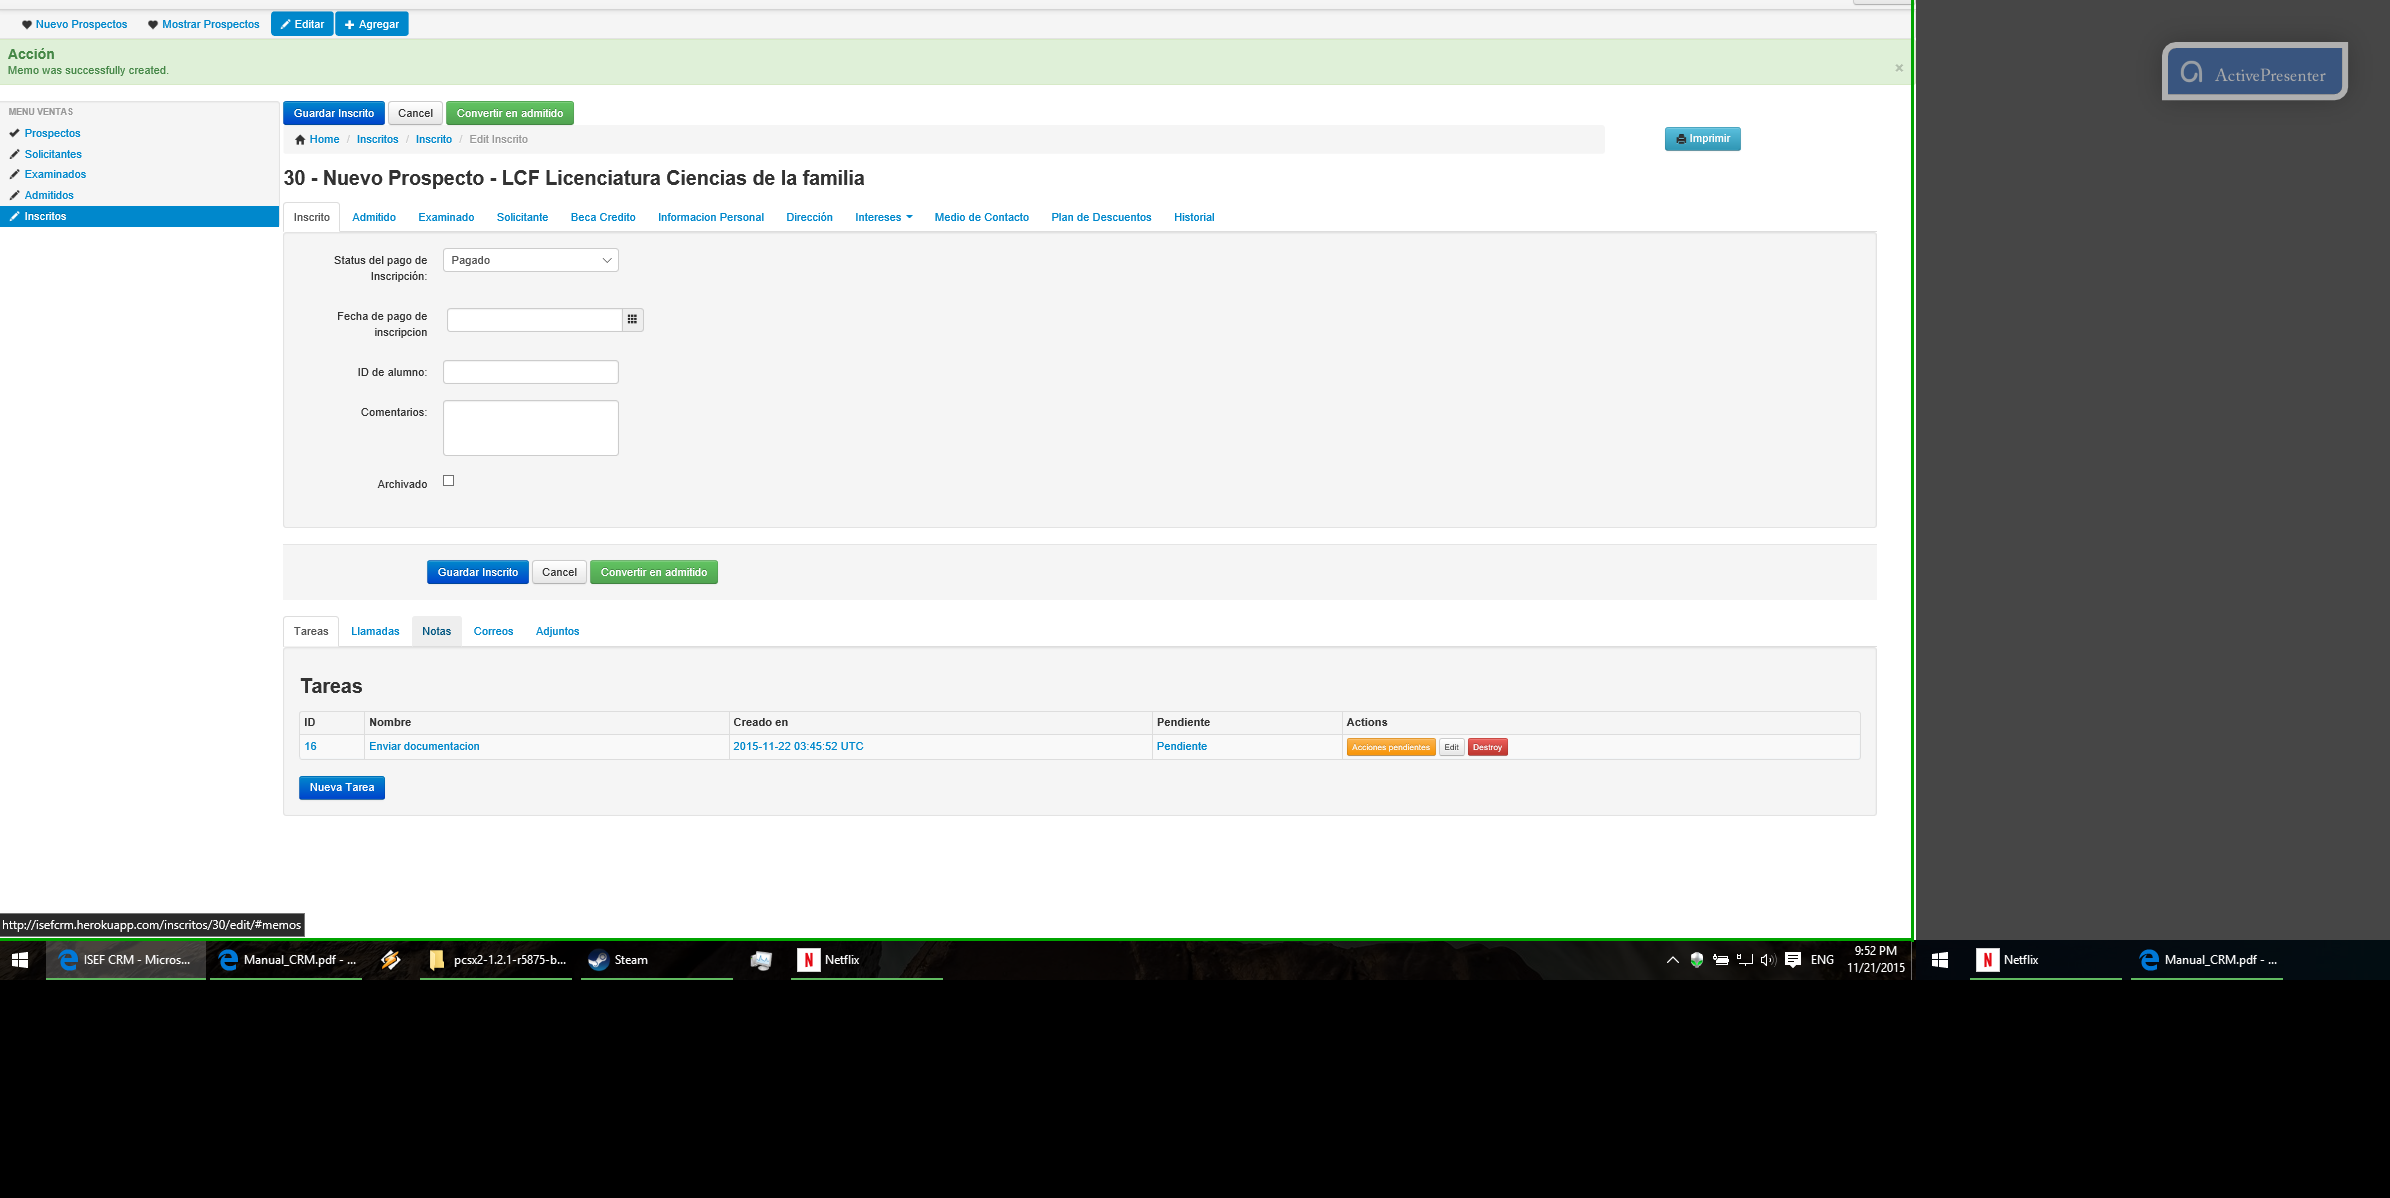 Nuevo Prospectos Mostrar Prospectos Editar Agregar
Acción
Memo was successfully created.
×
ActivePresenter
MENU VENTAS
Prospectos
Solicitantes
Examinados
Admitidos
Inscritos
Guardar Inscrito Cancel Convertir en admitido
Home / Inscritos / Inscrito / Edit Inscrito
Imprimir
30 - Nuevo Prospecto - LCF Licenciatura Ciencias de la familia
Inscrito Admitido Examinado Solicitante Beca Credito Informacion Personal Dirección Intereses Medio de Contacto Plan de Descuentos Historial
Status del pago de
Inscripción:
Pagado
Fecha de pago de
inscripcion
ID de alumno:
Comentarios:
Archivado
Guardar Inscrito Cancel Convertir en admitido
Tareas Llamadas Notas Correos Adjuntos
Tareas
ID Nombre Creado en Pendiente Actions
16 Enviar documentacion 2015-11-22 03:45:52 UTC Pendiente Acciones pendientes Edit Destroy
Nueva Tarea
http://isefcrm.herokuapp.com/inscritos/30/edit/#memos
ISEF CRM - Micros... Manual_CRM.pdf - ... pcsx2-1.2.1-r5875-b... Steam N Netflix ENG 9:52 PM
11/21/2015
N Netflix Manual_CRM.pdf - ...